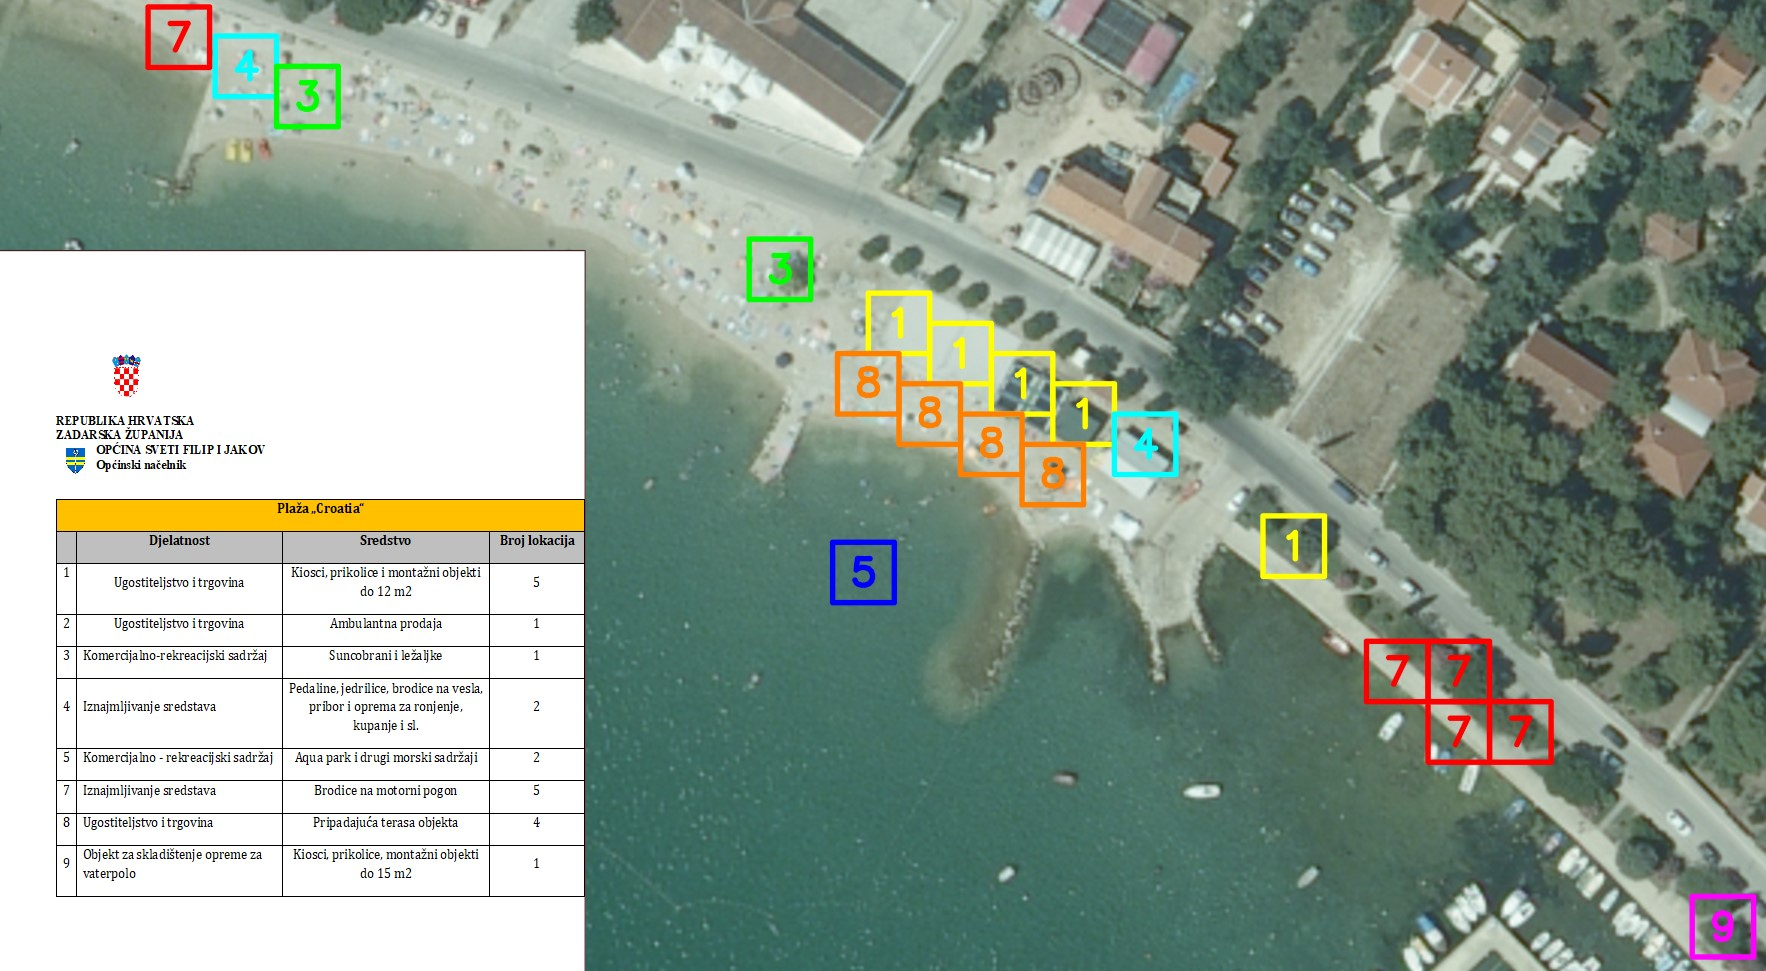 7
4
3
3
1
1
1
1
8
8
8
8
4
5
1
7 7
7 7
9
REPUBLIKA HRVATSKA
ZADARSKA ŽUPANIJA
OPĆINA SVETI FILIP I JAKOV
Općinski načelnik
Plaža „Croatia“
Djelatnost Sredstvo Broj lokacija
1 Ugostiteljstvo i trgovina Kiosci, prikolice i montažni objekti do 12 m2 5
2 Ugostiteljstvo i trgovina Ambulantna prodaja 1
3 Komercijalno-rekreacijski sadržaj Suncobrani i ležaljke 1
4 Iznajmljivanje sredstava Pedaline, jedrilice, brodice na vesla, pribor i oprema za ronjenje, kupanje i sl. 2
5 Komercijalno - rekreacijski sadržaj Aqua park i drugi morski sadržaji 2
7 Iznajmljivanje sredstava Brodice na motorni pogon 5
8 Ugostiteljstvo i trgovina Pripadajuća terasa objekta 4
9 Objekt za skladištenje opreme za vaterpolo Kiosci, prikolice, montažni objekti do 15 m2 1